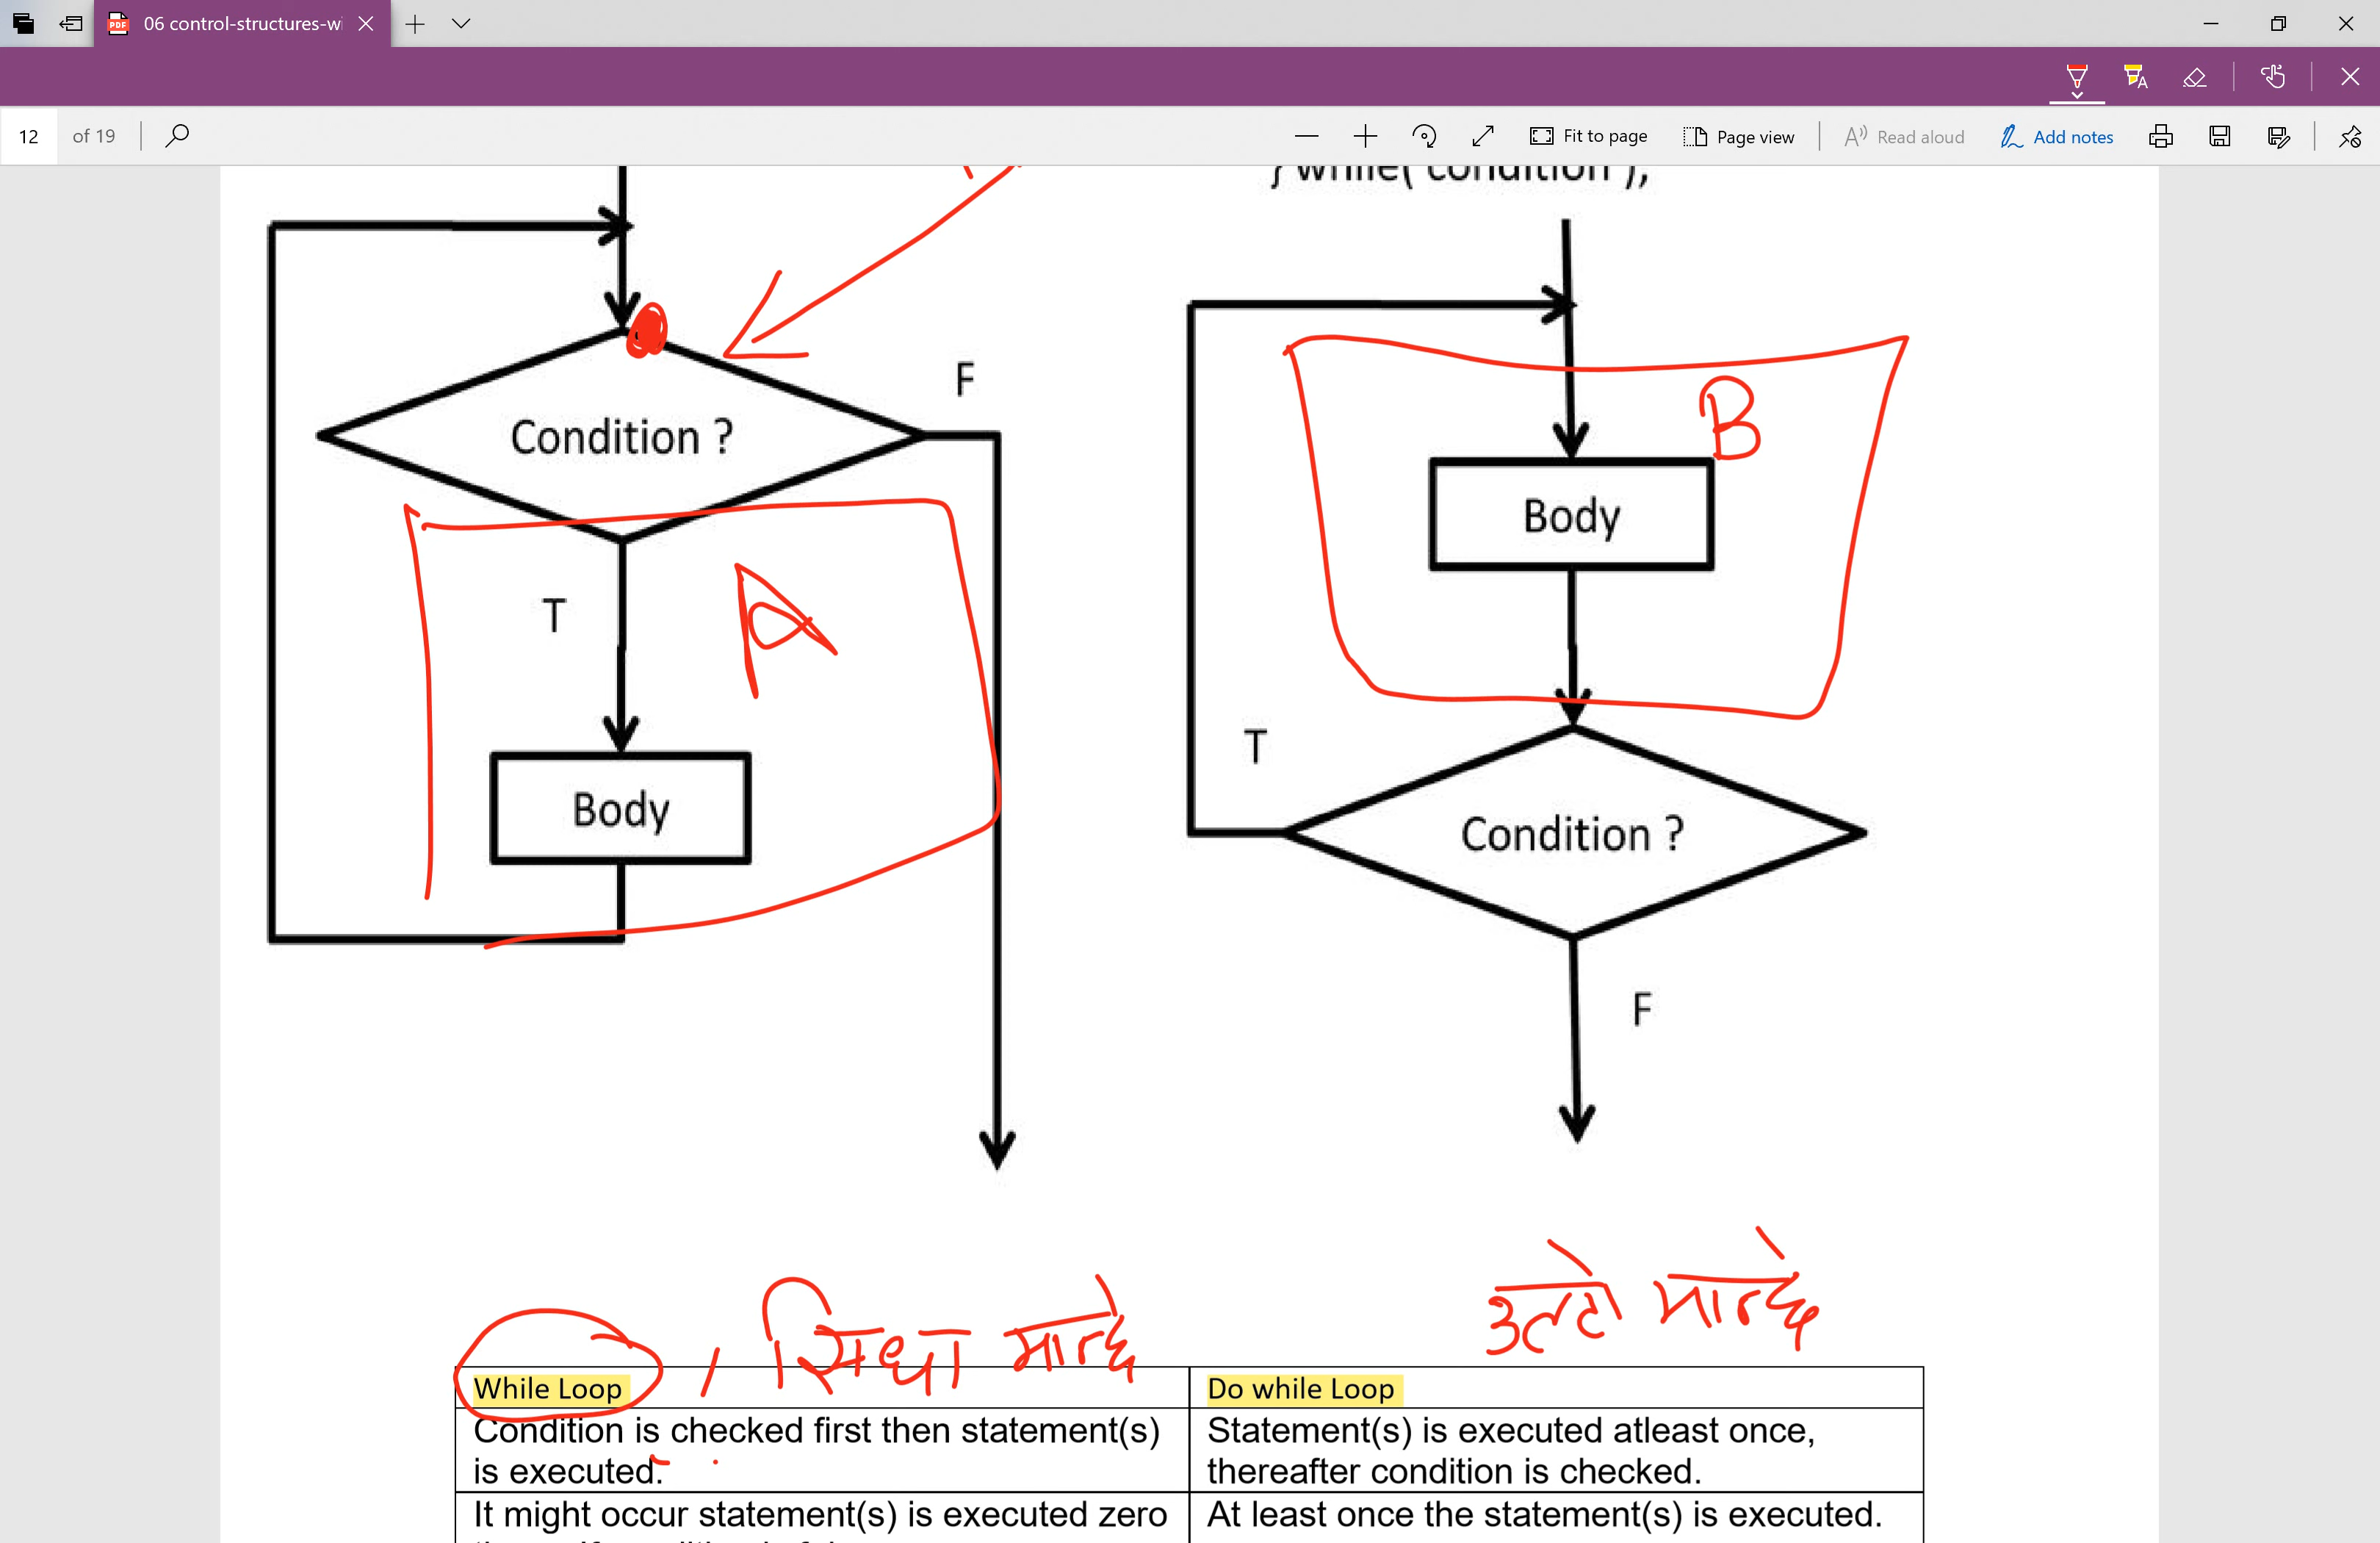 06 control-structures-wi
12 of 19
Fit to page
Page view
Read aloud
Add notes
} while( condition );
F
Condition ?
B
Body
T
A
T
Body
Condition ?
F
While Loop
Do while Loop
Condition is checked first then statement(s)
is executed.
Statement(s) is executed atleast once,
thereafter condition is checked.
It might occur statement(s) is executed zero
At least once the statement(s) is executed.